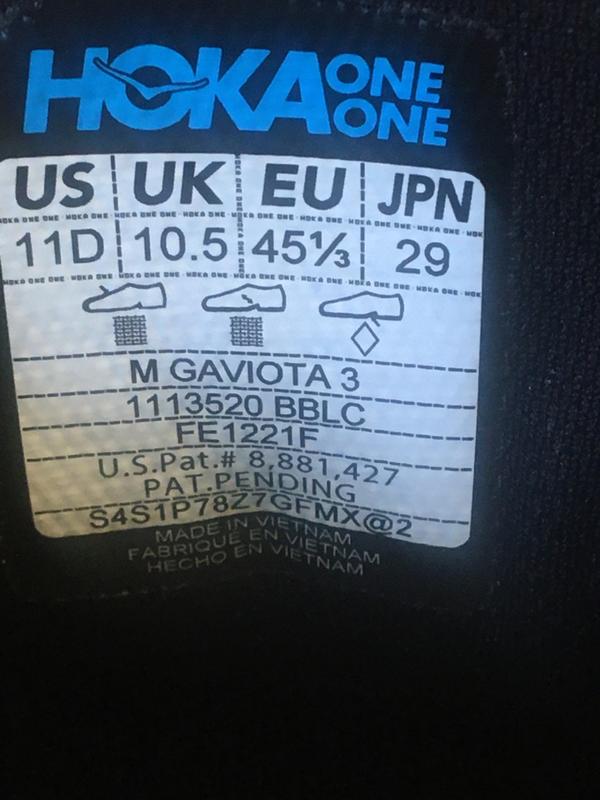 HOKA ONE ONE
US UK EU JPN
11D 10.5 45⅓ 29
M GAVIOTA 3
1113520 BBLC
FE1221F
U.S.Pat.# 8,881,427
PAT.PENDING
S4S1P78Z7GFMX@2
MADE IN VIETNAM
FABRIQUÉ EN VIETNAM
HECHO EN VIETNAM